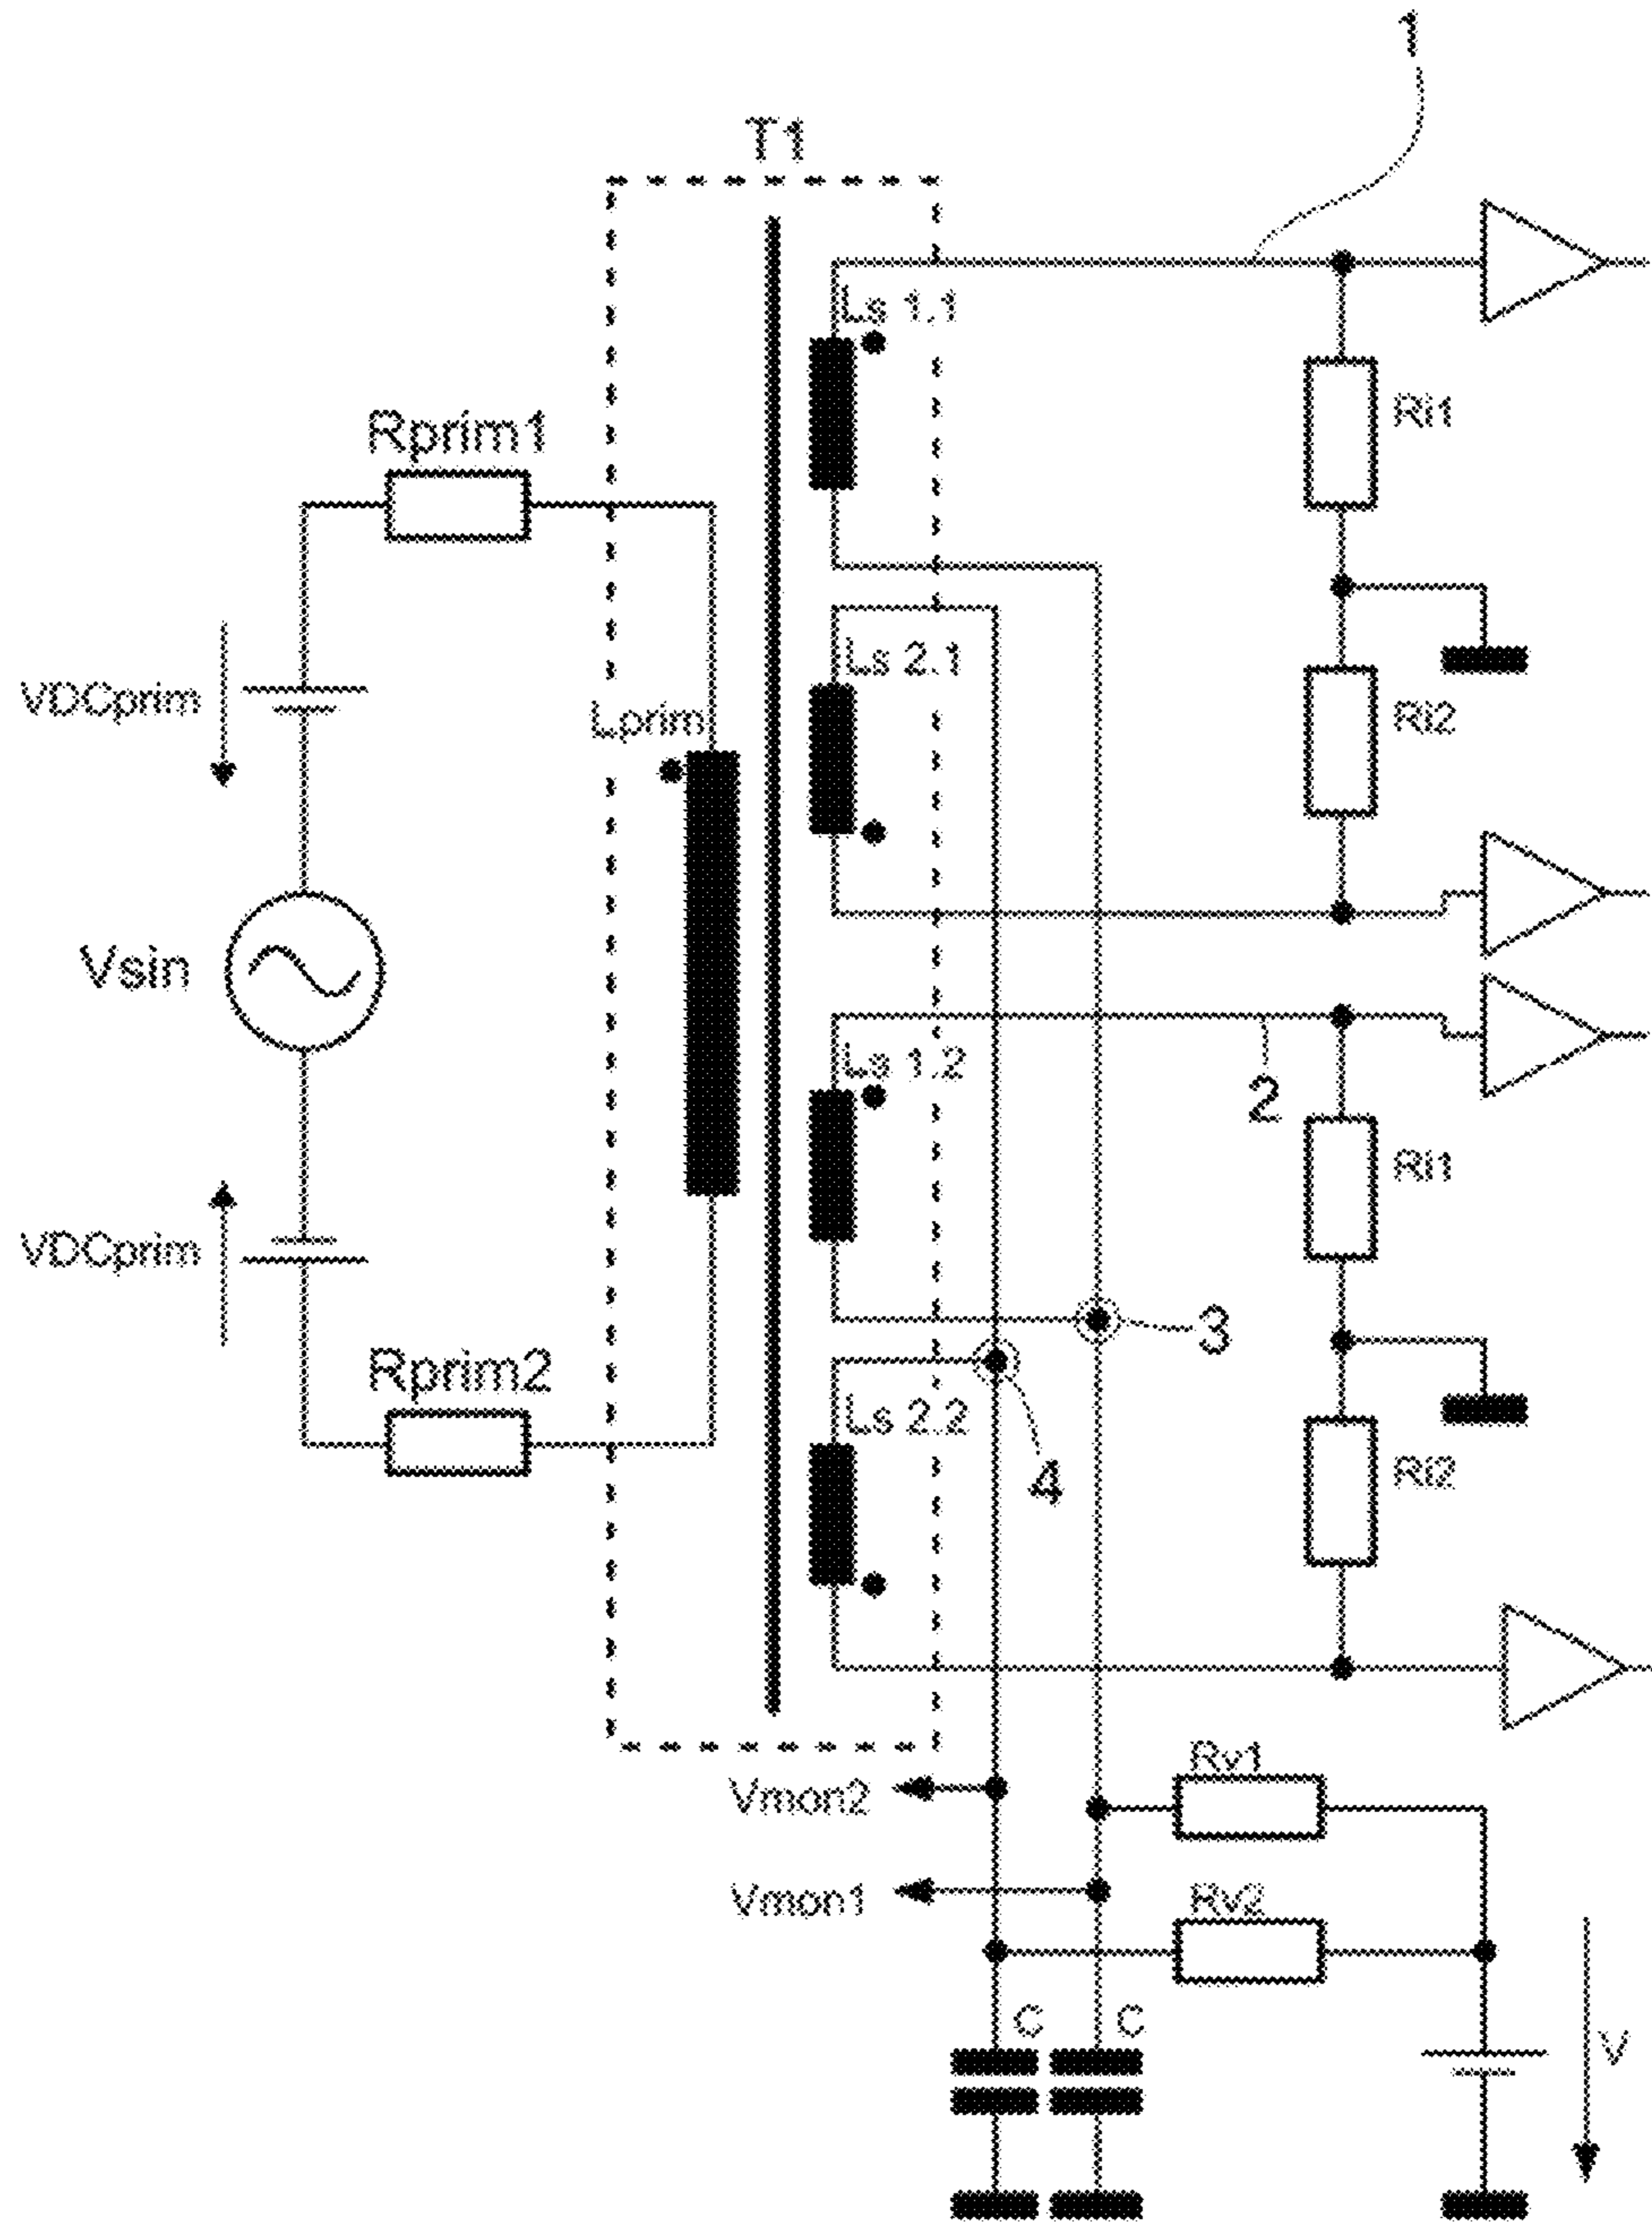 1
T1
Ls 1.1
Rprim1
Ri1
Ls 2.1
VDCprim
Lprim
Ri2
Vsin
Ls 1.2
2
Ri1
VDCprim
3
Rprim2
Ls 2.2
4
Ri2
Rv1
Vmon2
Vmon1
Rv2
C
C
V